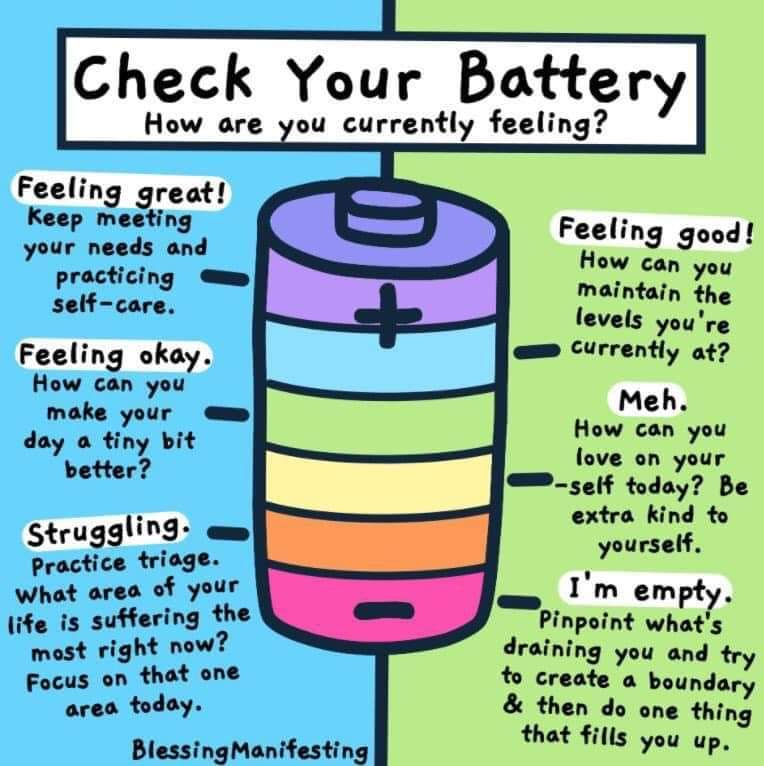 Check Your Battery
How are you currently feeling?
Feeling great!
Keep meeting
your needs and
practicing
self-care.
Feeling good!
How can you
maintain the
levels you're
currently at?
Feeling okay.
How can you
make your
day a tiny bit
better?
Meh.
How can you
love on your
-self today? Be
extra kind to
yourself.
Struggling.
Practice triage.
What area of your
life is suffering the
most right now?
Focus on that one
area today.
I'm empty.
Pinpoint what's
draining you and try
to create a boundary
& then do one thing
that fills you up.
BlessingManifesting